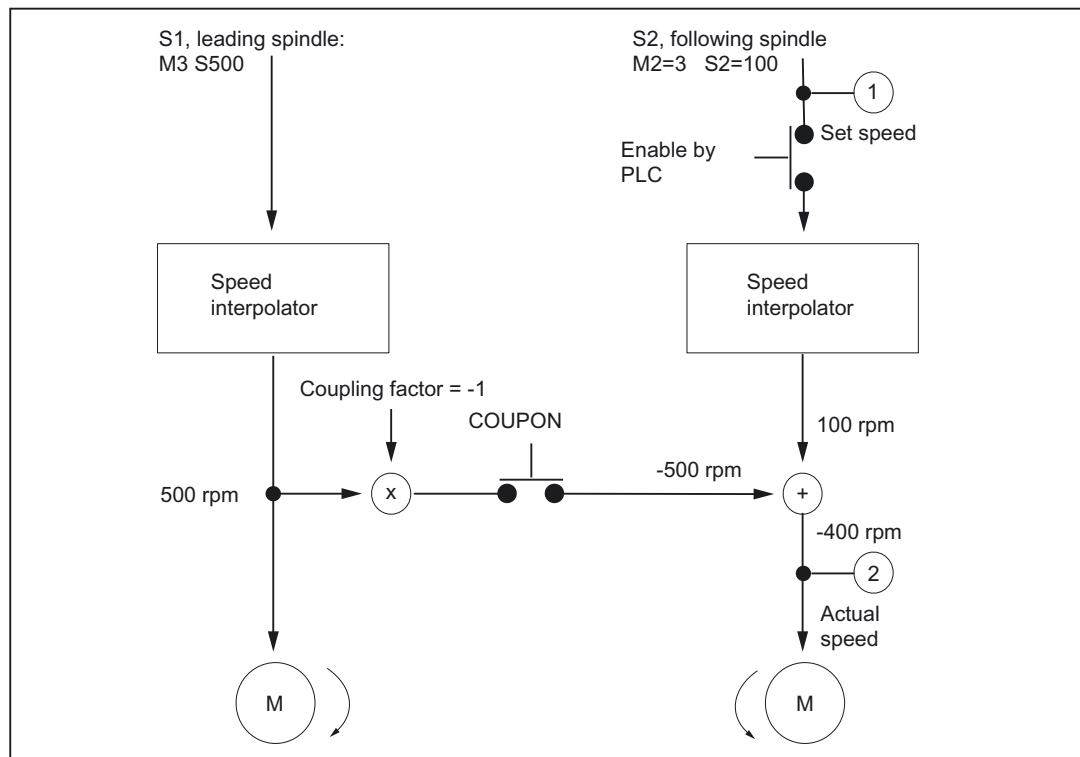 S1, leading spindle:
M3 S500
S2, following spindle
M2=3 S2=100
1
Set speed
Enable by
PLC
Speed
interpolator
Speed
interpolator
Coupling factor = -1
COUPON
100 rpm
500 rpm
x
-500 rpm
+
-400 rpm
2
Actual
speed
M
M